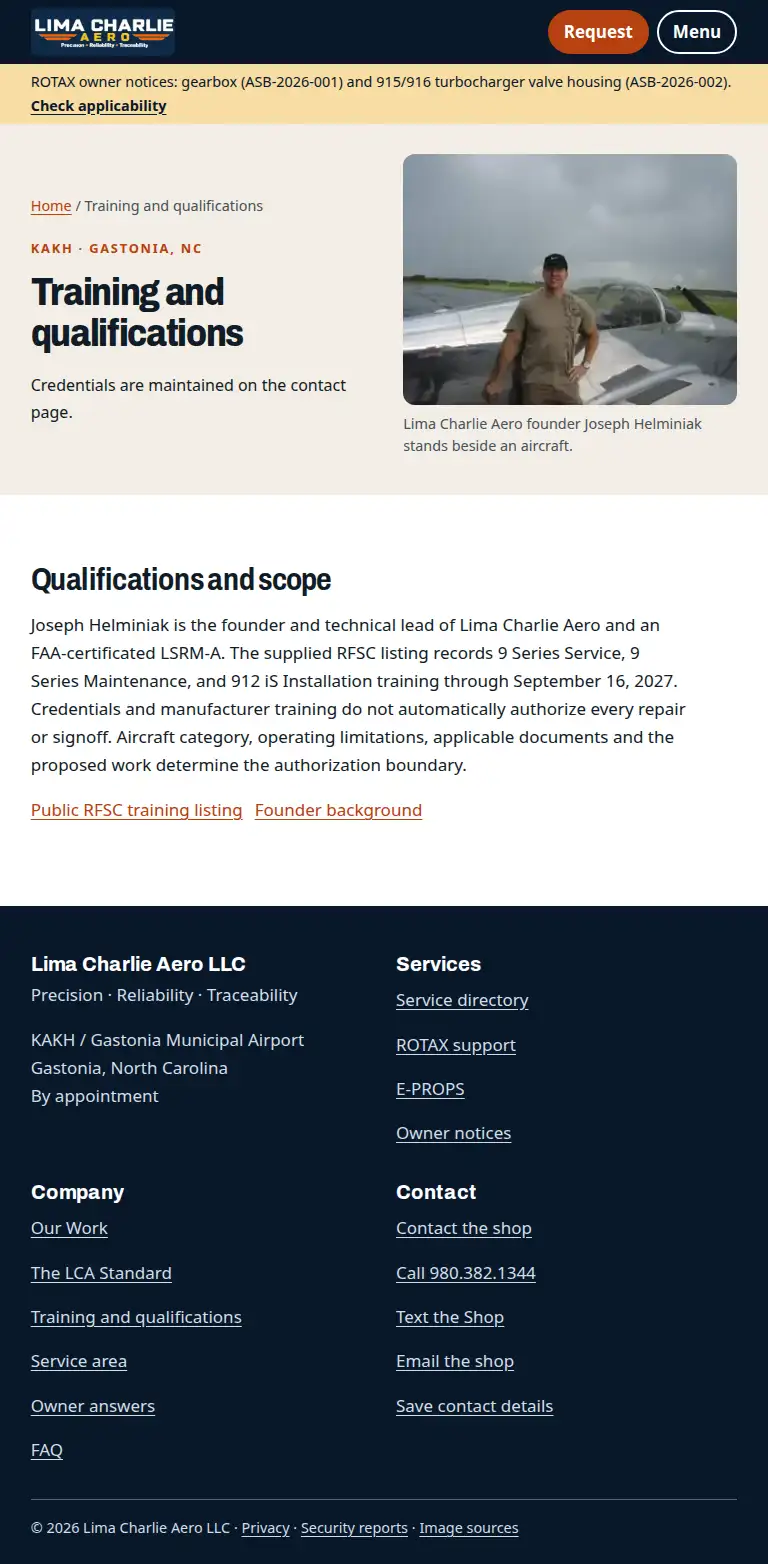 LIMA CHARLIE
AERO
Precision • Reliability • Traceability
Request
Menu
ROTAX owner notices: gearbox (ASB-2026-001) and 915/916 turbocharger valve housing (ASB-2026-002).
Check applicability
Home / Training and qualifications
KAKH · GASTONIA, NC
Training and
qualifications
Credentials are maintained on the contact
page.
Lima Charlie Aero founder Joseph Helminiak
stands beside an aircraft.
Qualifications and scope
Joseph Helminiak is the founder and technical lead of Lima Charlie Aero and an
FAA-certificated LSRM-A. The supplied RFSC listing records 9 Series Service, 9
Series Maintenance, and 912 iS Installation training through September 16, 2027.
Credentials and manufacturer training do not automatically authorize every repair
or signoff. Aircraft category, operating limitations, applicable documents and the
proposed work determine the authorization boundary.
Public RFSC training listing Founder background
Lima Charlie Aero LLC
Precision · Reliability · Traceability
KAKH / Gastonia Municipal Airport
Gastonia, North Carolina
By appointment
Services
Service directory
ROTAX support
E-PROPS
Owner notices
Company
Our Work
The LCA Standard
Training and qualifications
Service area
Owner answers
FAQ
Contact
Contact the shop
Call 980.382.1344
Text the Shop
Email the shop
Save contact details
© 2026 Lima Charlie Aero LLC · Privacy · Security reports · Image sources